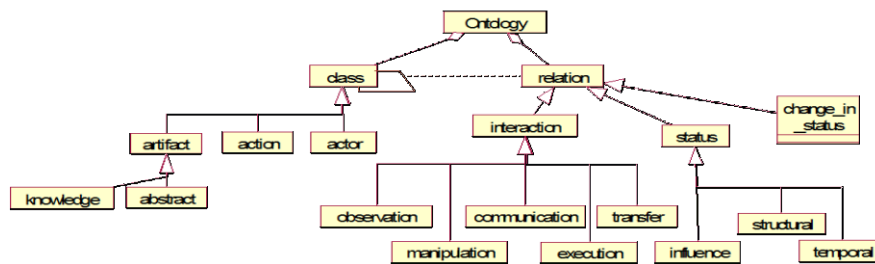 Ontology
class
relation
change_in
_status
interaction
status
artifact
action
actor
knowledge
abstract
observation
communication
transfer
structural
manipulation
execution
influence
temporal